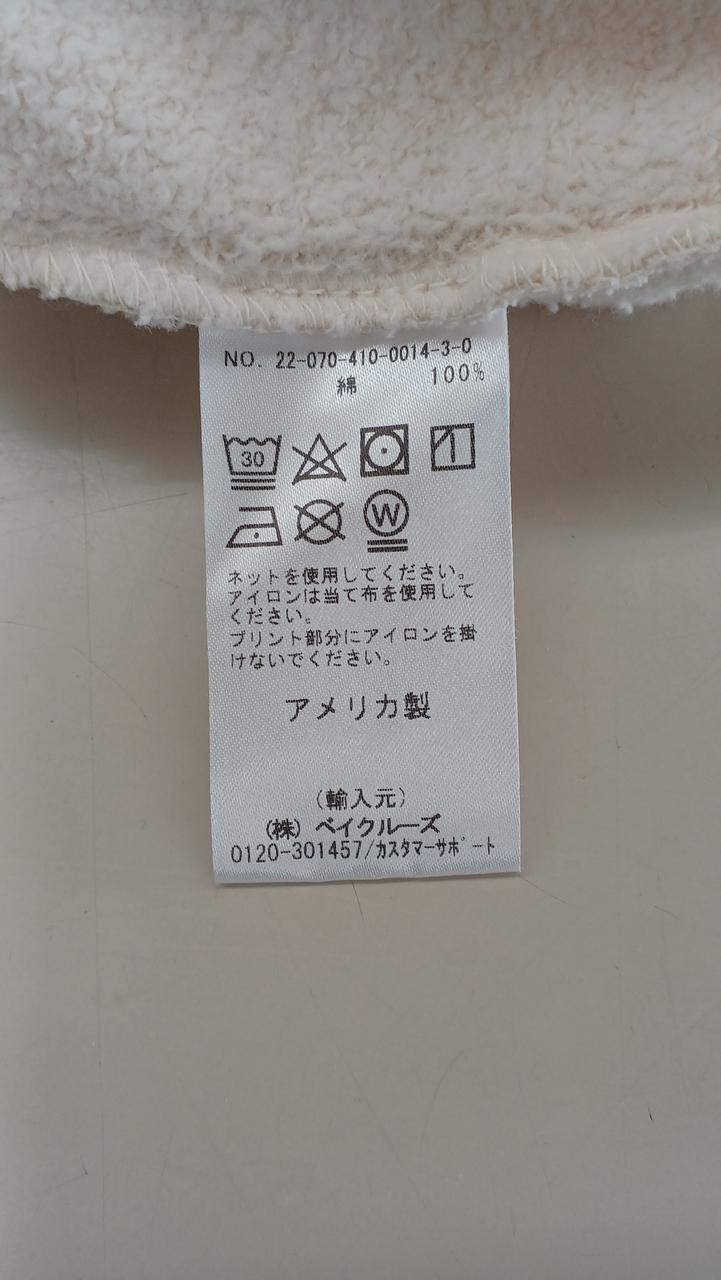 NO. 22-070-410-0014-3-0
綿 100%
30
W
ネットを使用してください。
アイロンは当て布を使用して
ください。
プリント部分にアイロンを掛
けないでください。
アメリカ製
(輸入元)
(株) ベイクルーズ
0120-301457/カスタマーサポート